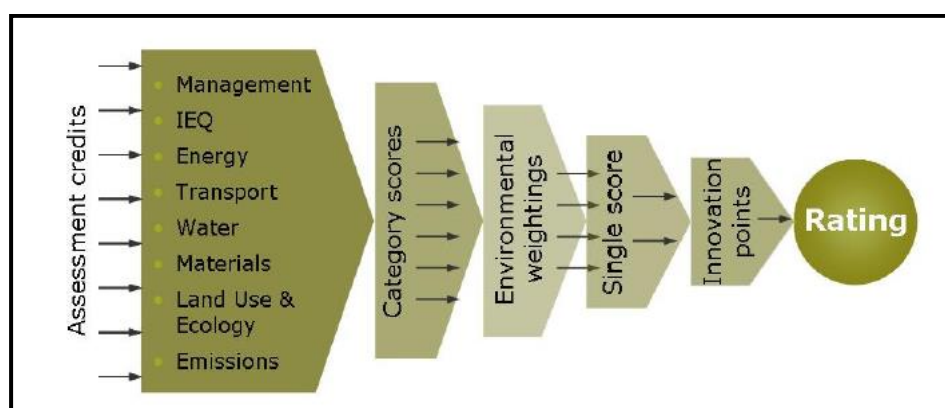 Assessment credits
Management
IEQ
Energy
Transport
Water
Materials
Land Use &
Ecology
Emissions
Category scores
Environmental
weightings
Single score
Innovation
points
Rating